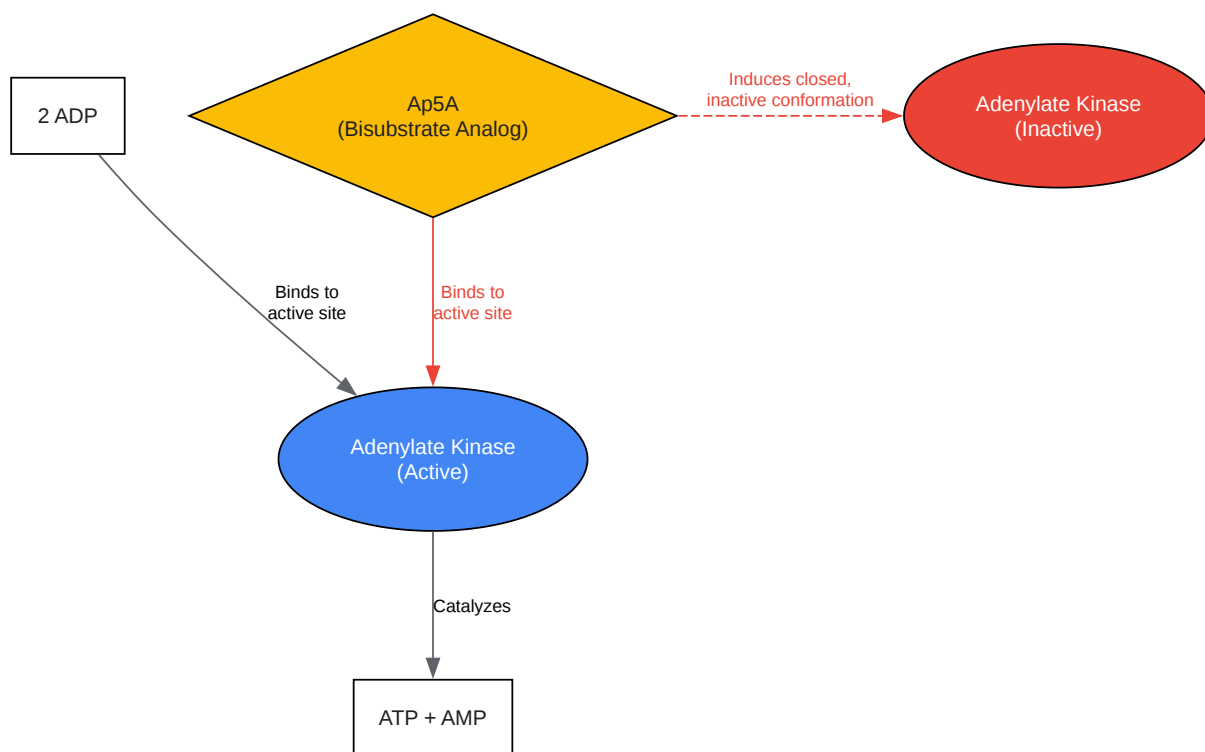 2 ADP
Ap5A
(Bisubstrate Analog)
Induces closed,
inactive conformation
Adenylate Kinase
(Inactive)
Binds to
active site
Binds to
active site
Adenylate Kinase
(Active)
Catalyzes
ATP + AMP